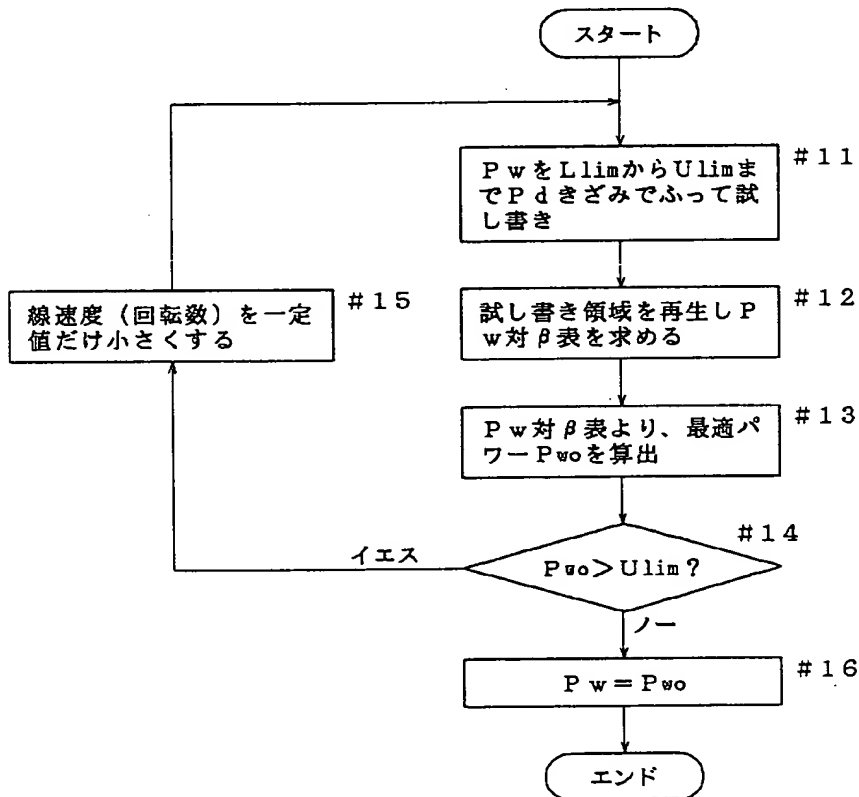 スタート
#11
PwをLlimからUlimま
でPdきざみでふって試
し書き
#12
試し書き領域を再生しP
w対β表を求める
#13
Pw対β表より、最適パ
ワーPwoを算出
#14
Pwo>Ulim?
イエス
ノー
#15
線速度（回転数）を一定
値だけ小さくする
#16
Pw=Pwo
エンド